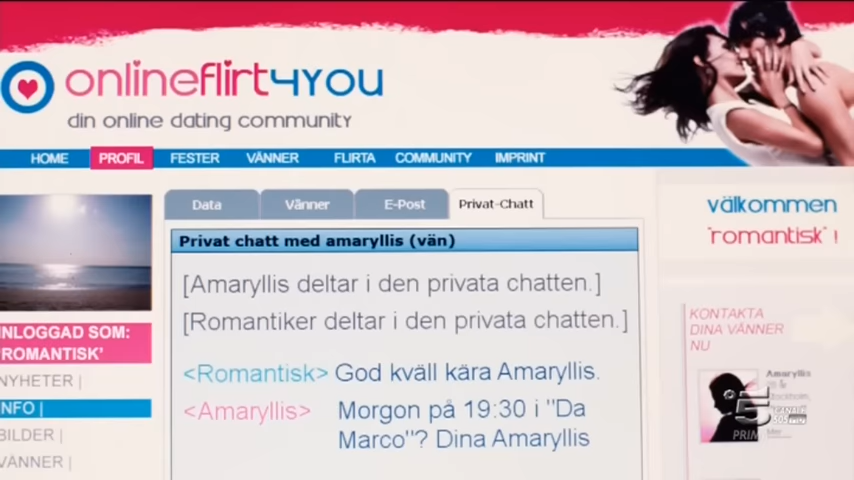 onlineflirt4you
din online dating community
HOME PROFIL FESTER VÄNNER FLIRTA COMMUNITY IMPRINT
Data Vänner E-Post Privat-Chatt
Privat chatt med amaryllis (vän)
[Amaryllis deltar i den privata chatten.]
[Romantiker deltar i den privata chatten.]
<Romantisk> God kväll kära Amaryllis.
<Amaryllis> Morgon på 19:30 i "Da
Marco"? Dina Amaryllis
INLOGGAD SOM:
'ROMANTISK'
NYHETER |
INFO |
BILDER |
VÄNNER |
välkommen
"romantisk" !
KONTAKTA
DINA VÄNNER
NU
Amaryllis
5